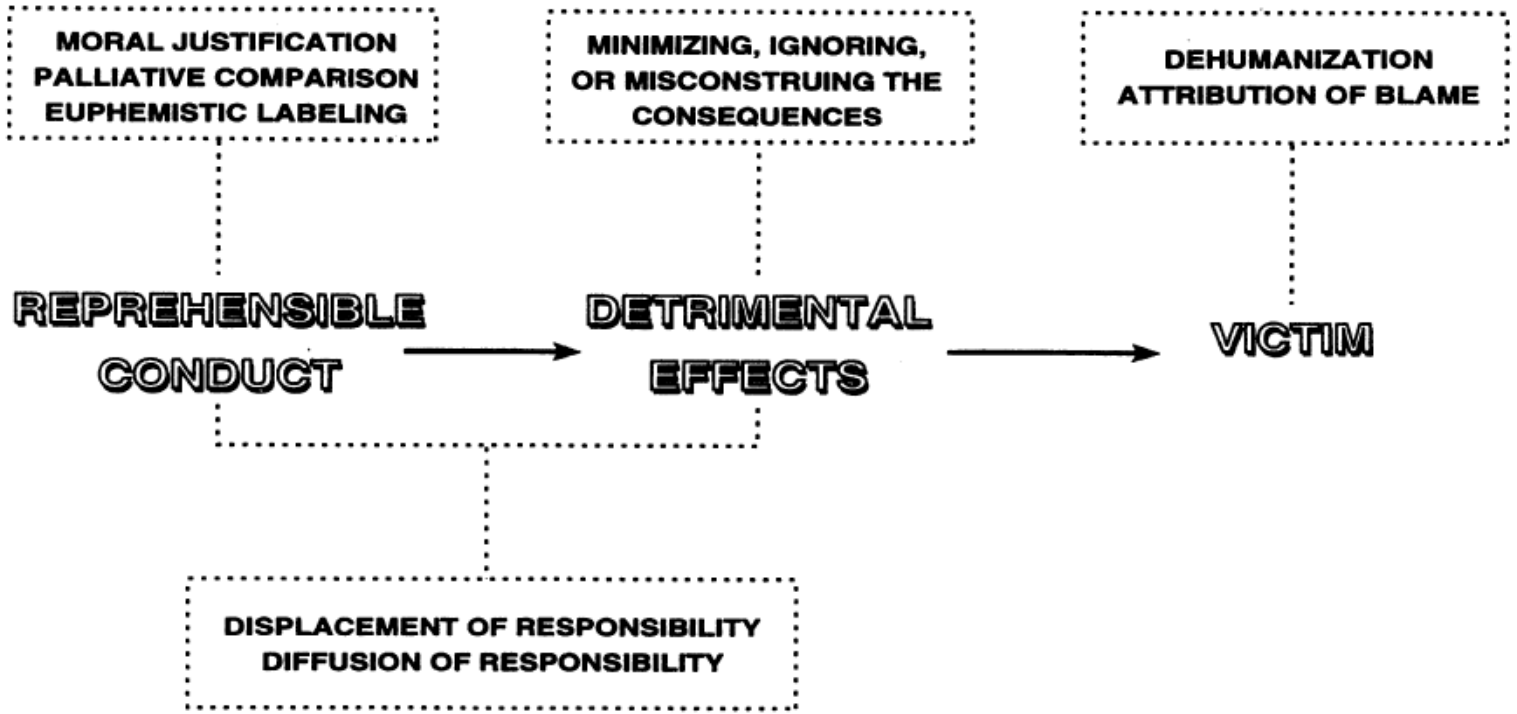 MORAL JUSTIFICATION
PALLIATIVE COMPARISON
EUPHEMISTIC LABELING
MINIMIZING, IGNORING,
OR MISCONSTRUING THE
CONSEQUENCES
DEHUMANIZATION
ATTRIBUTION OF BLAME
REPREHENSIBLE
CONDUCT
DETRIMENTAL
EFFECTS
VICTIM
DISPLACEMENT OF RESPONSIBILITY
DIFFUSION OF RESPONSIBILITY